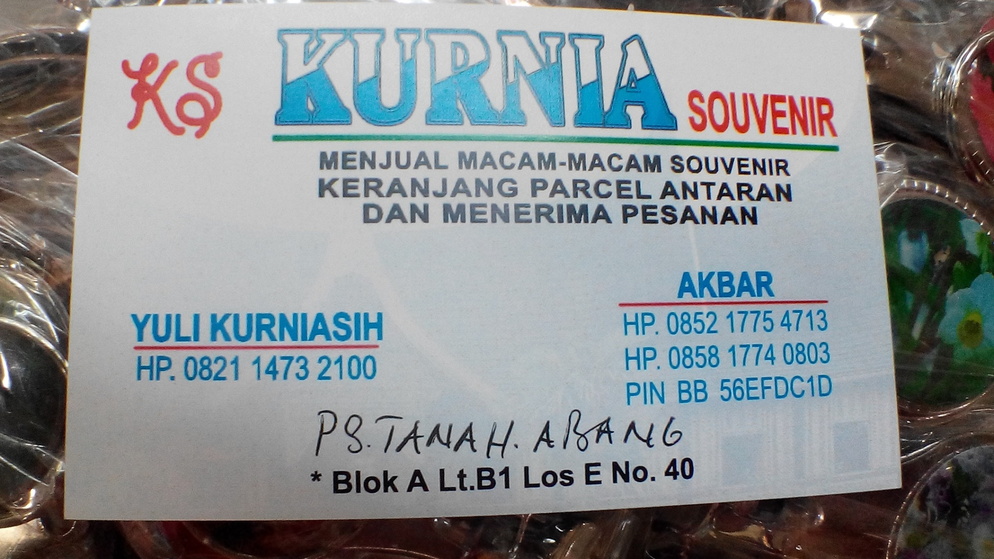 KS
KURNIA SOUVENIR
MENJUAL MACAM-MACAM SOUVENIR
KERANJANG PARCEL ANTARAN
DAN MENERIMA PESANAN
YULI KURNIASIH
HP. 0821 1473 2100
AKBAR
HP. 0852 1775 4713
HP. 0858 1774 0803
PIN BB 56EFDC1D
PS. TANAH. ABANG
* Blok A Lt.B1 Los E No. 40